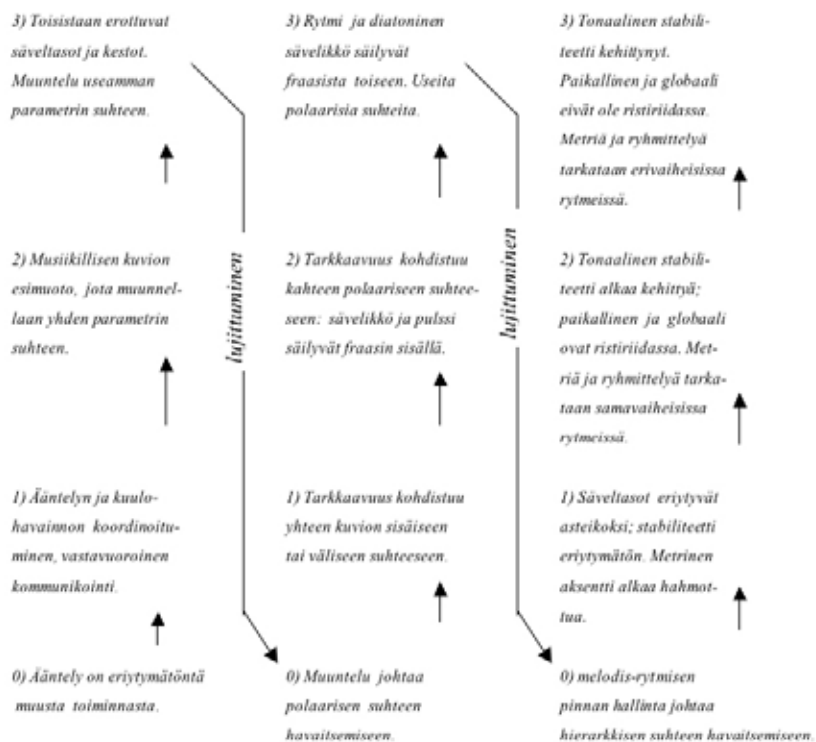 3) Toisistaan erottuvat
säveltasot ja kestot.
Muuntelu useamman
parametrin suhteen.
2) Musiikillisen kuvion
esimuoto, jota muunnel-
laan yhden parametrin
suhteen.
1) Ääntelyn ja kuulo-
havainnon koordinoitu-
minen, vastavuoroinen
kommunikointi.
0) Ääntely on eriytymätöntä
muusta toiminnasta.
lujittuminen
3) Rytmi ja diatoninen
sävelikkö säilyvät
fraasista toiseen. Useita
polaarisia suhteita.
2) Tarkkaavuus kohdistuu
kahteen polaariseen suhtee-
seen: sävelikkö ja pulssi
säilyvät fraasin sisällä.
1) Tarkkaavuus kohdistuu
yhteen kuvion sisäiseen
tai väliseen suhteeseen.
0) Muuntelu johtaa
polaarisen suhteen
havaitsemiseen.
lujittuminen
3) Tonaalinen stabili-
teetti kehittynyt.
Paikallinen ja globaali
eivät ole ristiriidassa.
Metriä ja ryhmittelyä
tarkataan erivaiheisissa
rytmeissä.
2) Tonaalinen stabili-
teetti alkaa kehittyä;
paikallinen ja globaali
ovat ristiriidassa. Met-
riä ja ryhmittelyä tarka-
taan samavaiheisissa
rytmeissä.
1) Säveltasot eriytyvät
asteikoksi; stabiliteetti
eriytymätön. Metrinen
aksentti alkaa hahmot-
tua.
0) melodis-rytmisen
pinnan hallinta johtaa
hierarkkisen suhteen havaitsemiseen.